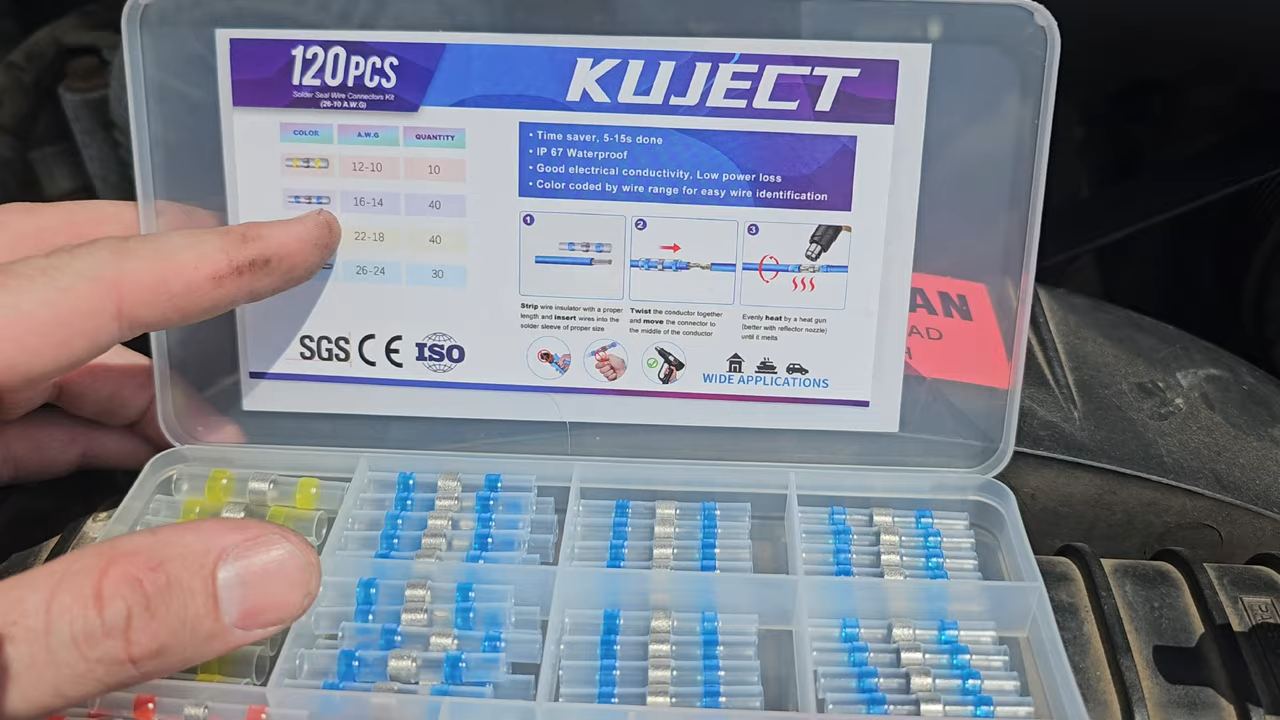 120PCS
Solder Seal Wire Connectors Kit
(26-10 A.W.G)
KUJECT
COLOR A.W.G QUANTITY
12-10 10
16-14 40
22-18 40
26-24 30
• Time saver, 5-15s done
• IP 67 Waterproof
• Good electrical conductivity, Low power loss
• Color coded by wire range for easy wire identification
1 2 3
Strip wire insulator with a proper
length and insert wires into the
solder sleeve of proper size
Twist the conductor together
and move the connector to
the middle of the conductor
Evenly heat by a heat gun
(better with reflector nozzle)
until it melts
SGS CE ISO
WIDE APPLICATIONS
AN
AD
H